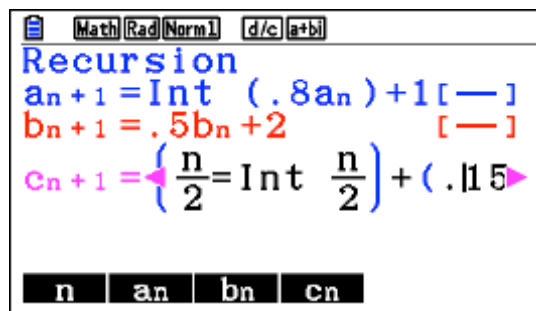 Math Rad Norm1 d/c a+bi
Recursion
an+1=Int (.8an)+1[—]
bn+1=.5bn+2 [—]
cn+1=◀(n/2=Int n/2)+(.15▶
n an bn cn